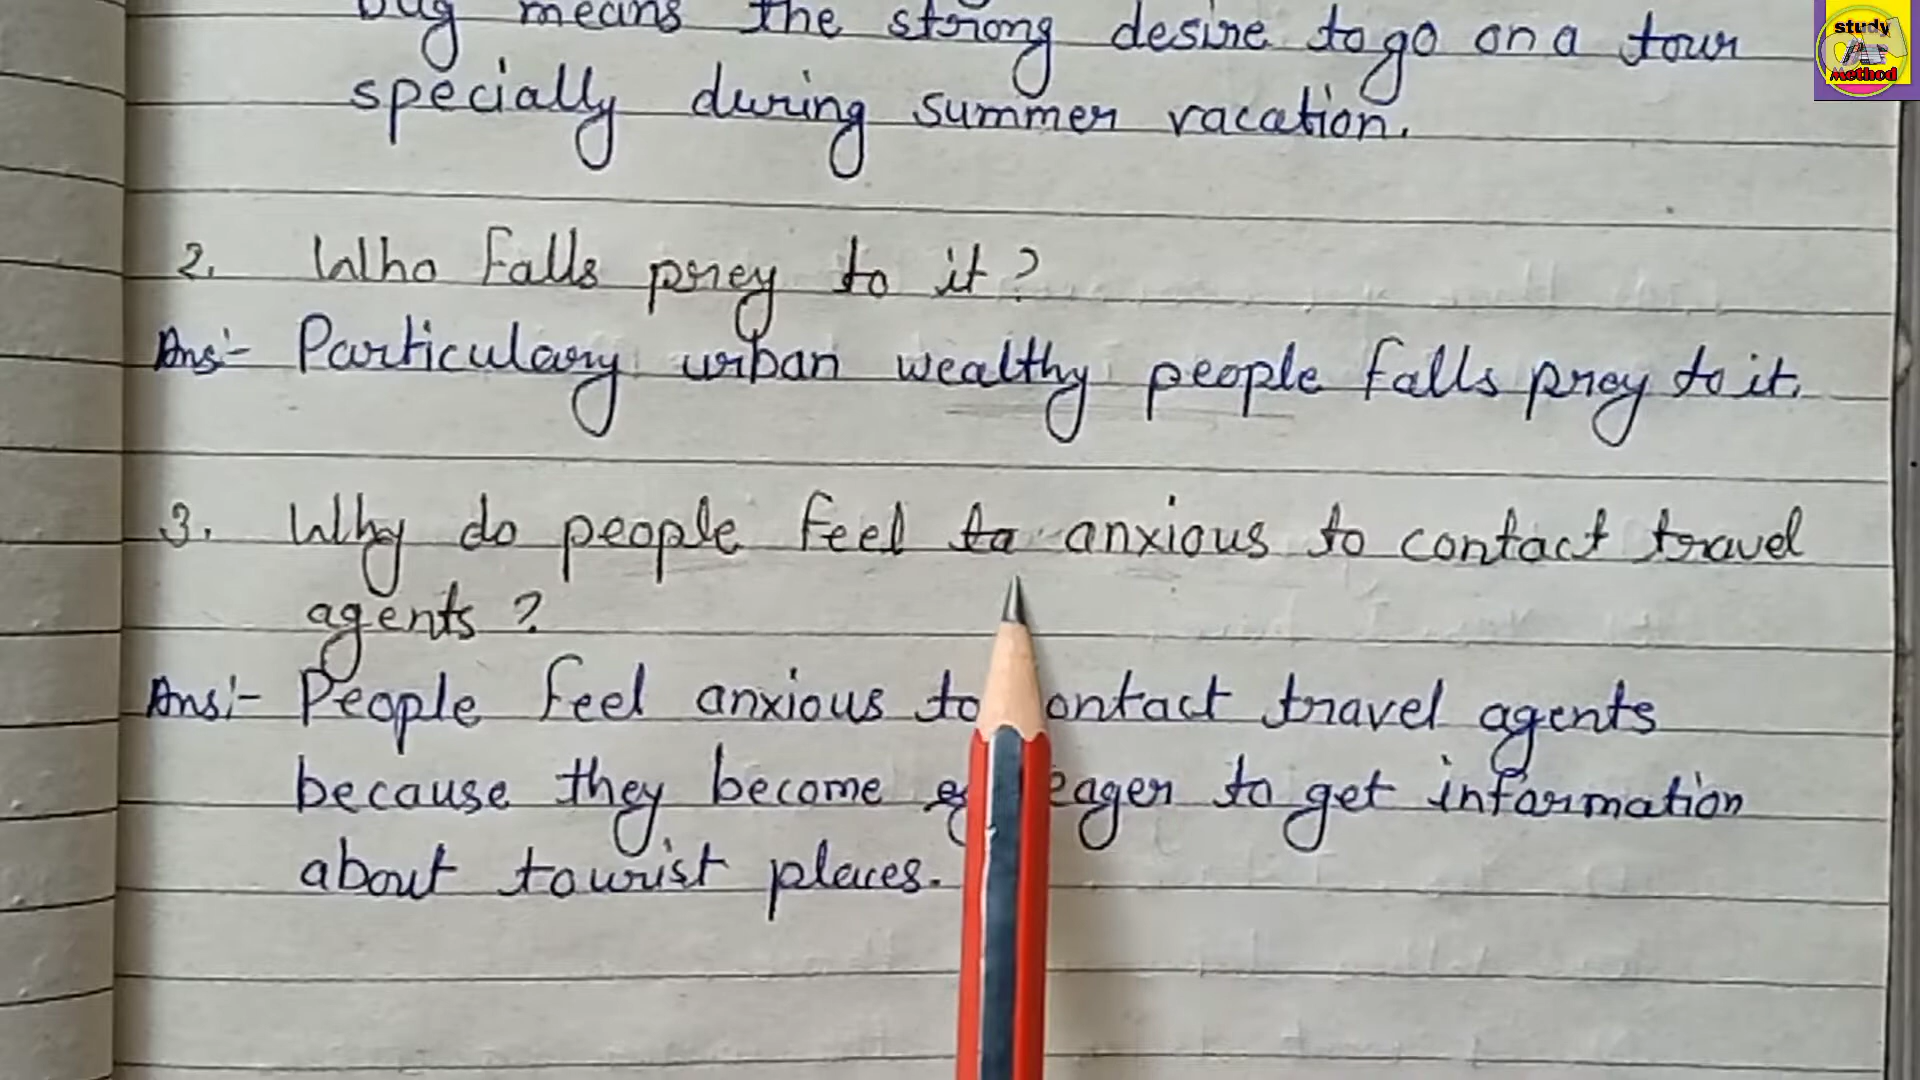 bug means the strong desire to go on a tour
specially during summer vacation.
2. Who falls prey to it?
Ans:- Particulary urban wealthy people falls prey to it.
3. Why do people feel to anxious to contact travel
agents ?
Ans:- People feel anxious to contact travel agents
because they become eager to get information
about tourist places.
study
Method